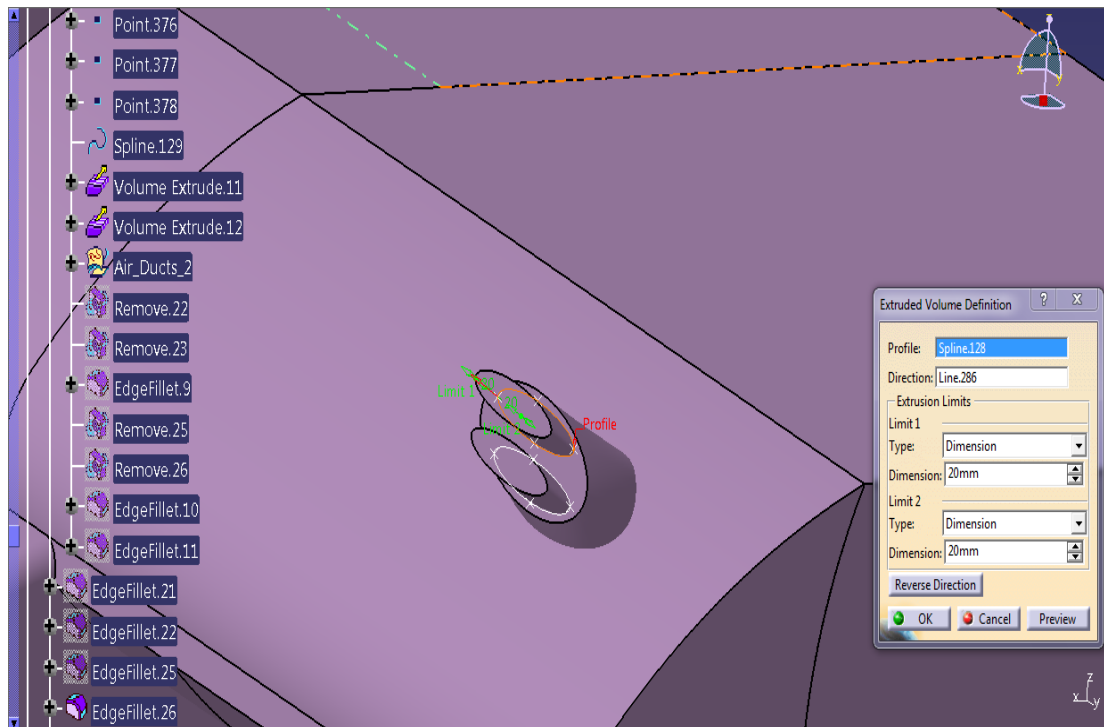 Point.376
Point.377
Point.378
Spline.129
Volume Extrude.11
Volume Extrude.12
Air_Ducts_2
Remove.22
Remove.23
EdgeFillet.9
Remove.25
Remove.26
EdgeFillet.10
EdgeFillet.11
EdgeFillet.21
EdgeFillet.22
EdgeFillet.25
EdgeFillet.26
Limit
Profile
Extruded Volume Definition
Profile: Spline.128
Direction: Line.286
Extrusion Limits
Limit 1
Type: Dimension
Dimension: 20mm
Limit 2
Type: Dimension
Dimension: 20mm
Reverse Direction
OK Cancel Preview
z
x y